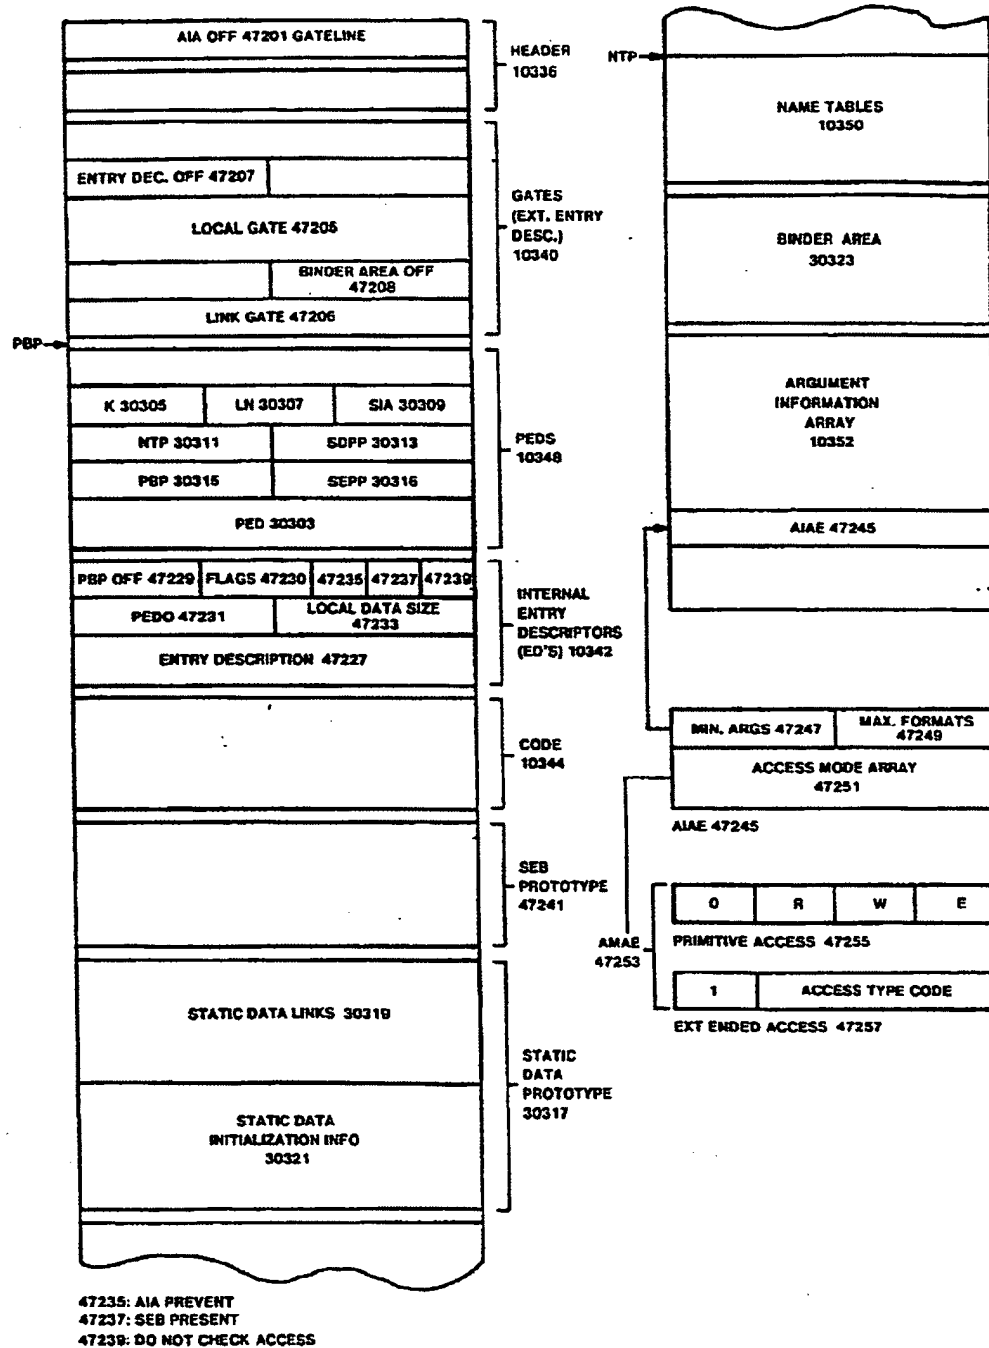 AIA OFF 47201 GATELINE
HEADER
10336
ENTRY DEC. OFF 47207
LOCAL GATE 47205
BINDER AREA OFF
47208
LINK GATE 47206
GATES
(EXT. ENTRY
DESC.)
10340
PBP
K 30305
LN 30307
SIA 30309
NTP 30311
SDPP 30313
PBP 30315
SEPP 30316
PED 30303
PEDS
10348
PBP OFF 47229
FLAGS 47230
47235
47237
47239
PEDO 47231
LOCAL DATA SIZE
47233
ENTRY DESCRIPTION 47227
INTERNAL
ENTRY
DESCRIPTORS
(ED'S) 10342
CODE
10344
SEB
PROTOTYPE
47241
STATIC DATA LINKS 30319
STATIC DATA
INITIALIZATION INFO
30321
STATIC
DATA
PROTOTYPE
30317
47235: AIA PREVENT
47237: SEB PRESENT
47239: DO NOT CHECK ACCESS
NTP
NAME TABLES
10350
BINDER AREA
30323
ARGUMENT
INFORMATION
ARRAY
10352
AIAE 47245
MIN. ARGS 47247
MAX. FORMATS
47249
ACCESS MODE ARRAY
47251
AIAE 47245
AMAE
47253
0
R
W
E
PRIMITIVE ACCESS 47255
1
ACCESS TYPE CODE
EXT ENDED ACCESS 47257